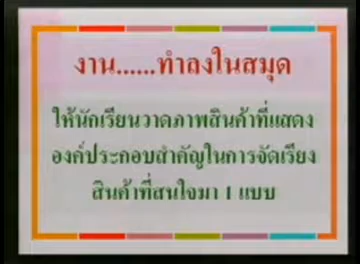 งาน......ทำลงในสมุด
ให้นักเรียนวาดภาพสินค้าที่แสดง
องค์ประกอบสำคัญในการจัดเรียง
สินค้าที่สนใจมา 1 แบบ